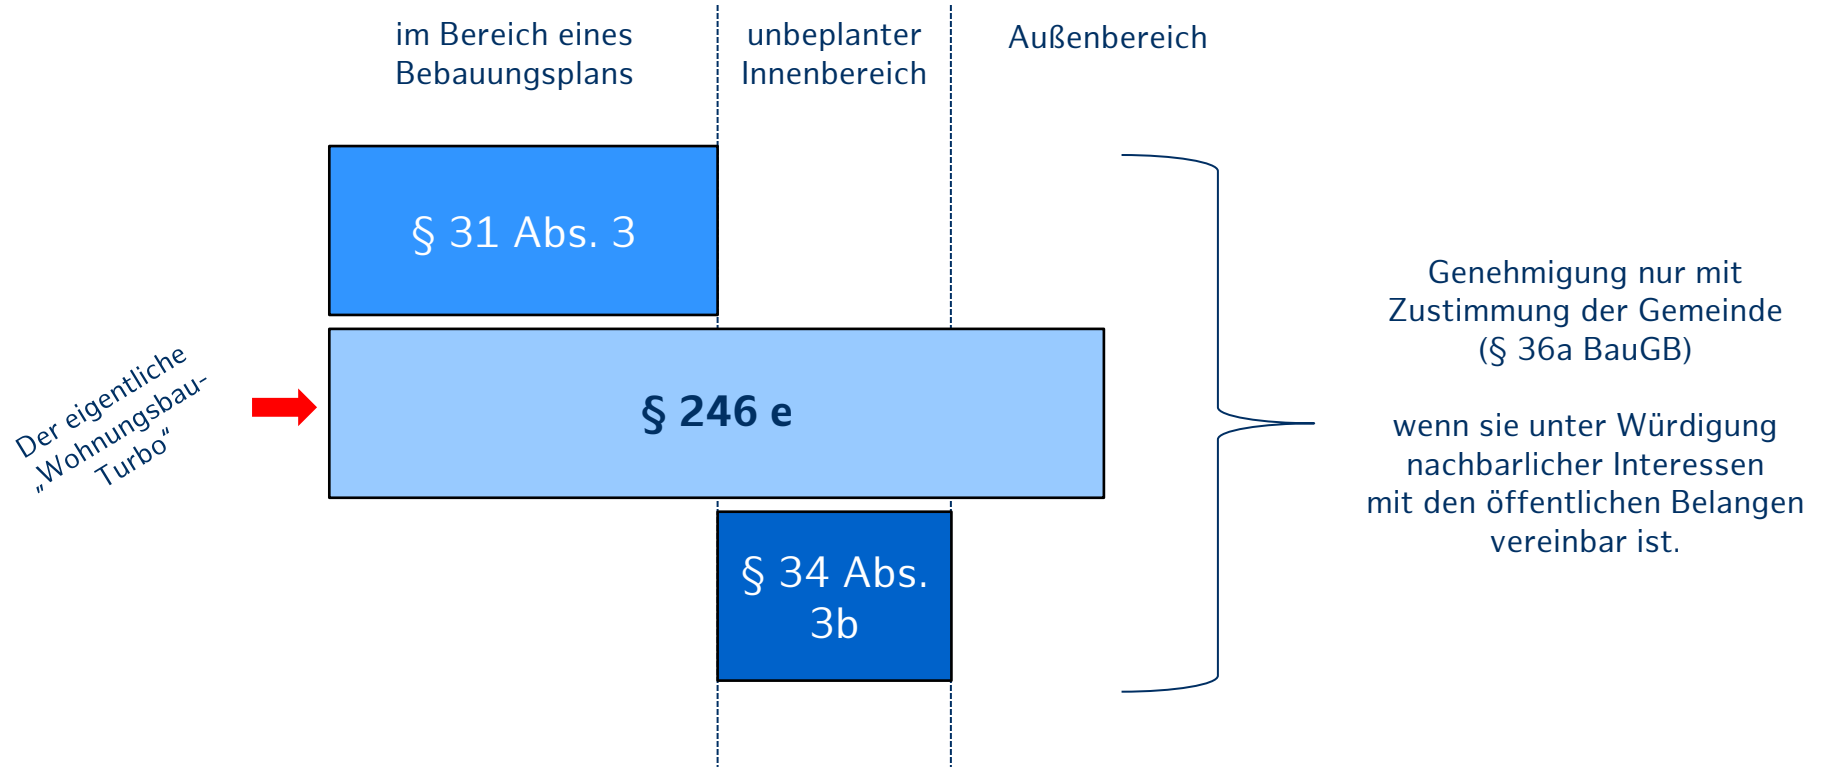 im Bereich eines
Bebauungsplans
unbeplanter
Innenbereich
Außenbereich
§ 31 Abs. 3
Der eigentliche
„Wohnungsbau-
Turbo“
§ 246 e
§ 34 Abs.
3b
Genehmigung nur mit
Zustimmung der Gemeinde
(§ 36a BauGB)
wenn sie unter Würdigung
nachbarlicher Interessen
mit den öffentlichen Belangen
vereinbar ist.